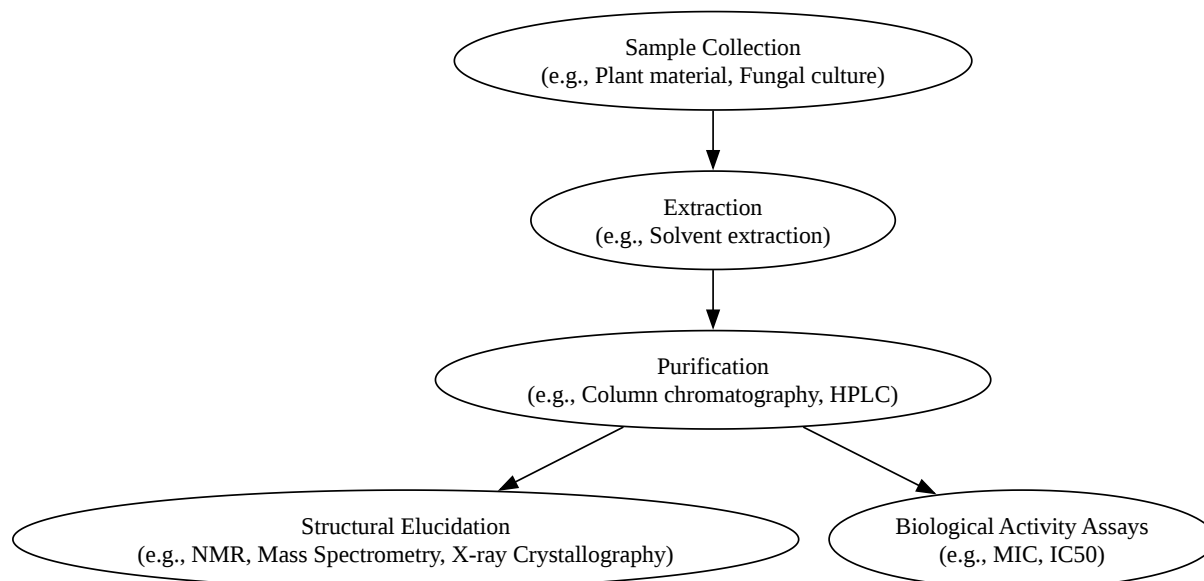 Sample Collection
(e.g., Plant material, Fungal culture)
Extraction
(e.g., Solvent extraction)
Purification
(e.g., Column chromatography, HPLC)
Structural Elucidation
(e.g., NMR, Mass Spectrometry, X-ray Crystallography)
Biological Activity Assays
(e.g., MIC, IC50)